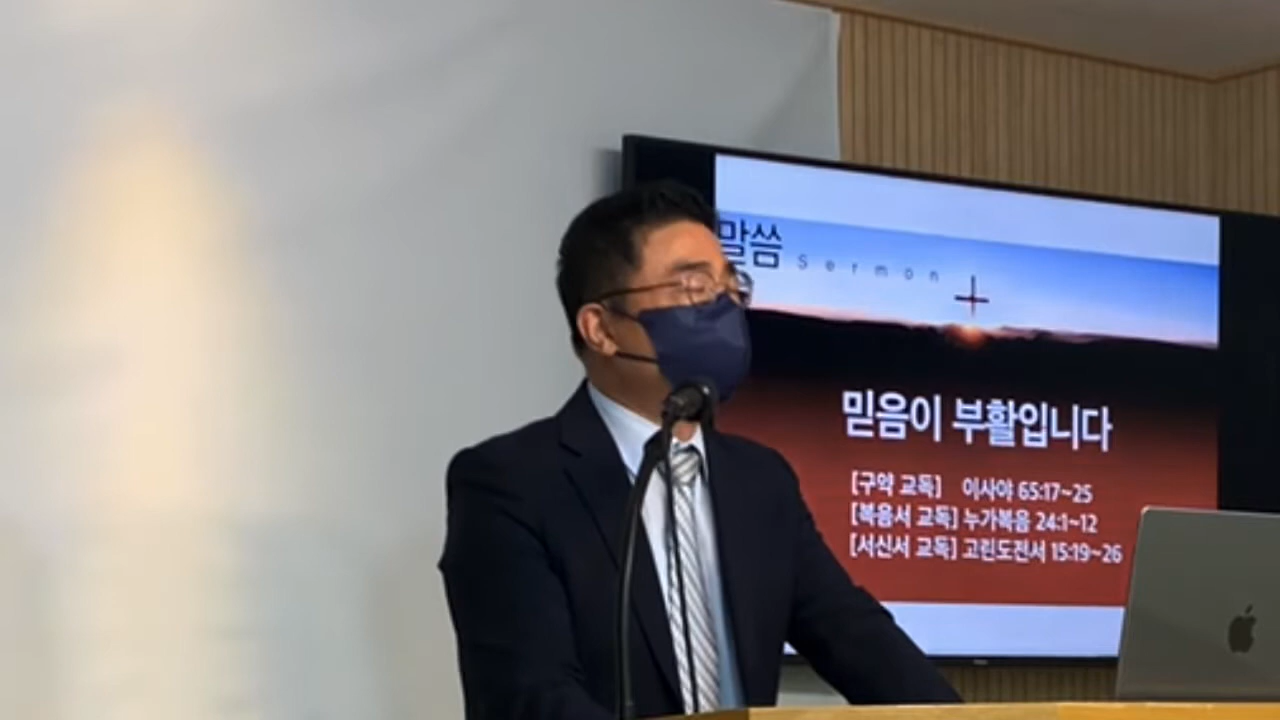 말씀 Sermon
믿음이 부활입니다
[구약 교독] 이사야 65:17~25
[복음서 교독] 누가복음 24:1~12
[서신서 교독] 고린도전서 15:19~26